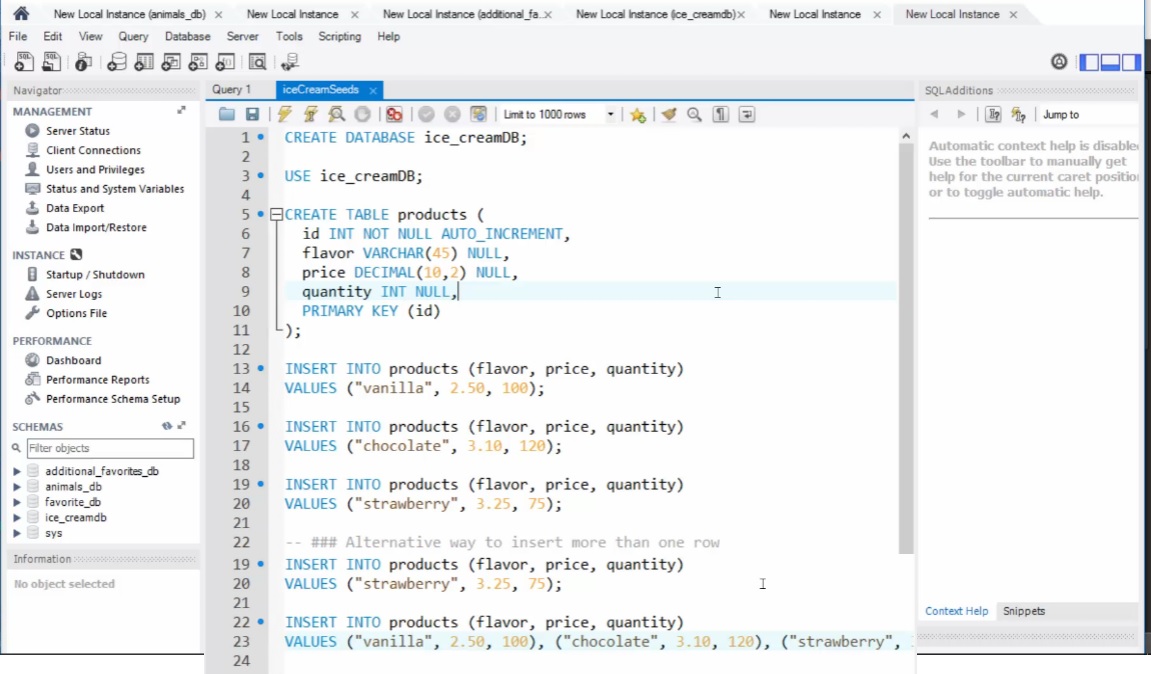 New Local Instance (animals_db) × New Local Instance × New Local Instance (additional_fa..× New Local Instance (ice_creamdb)× New Local Instance × New Local Instance ×
File Edit View Query Database Server Tools Scripting Help
Navigator
MANAGEMENT
Server Status
Client Connections
Users and Privileges
Status and System Variables
Data Export
Data Import/Restore
INSTANCE
Startup / Shutdown
Server Logs
Options File
PERFORMANCE
Dashboard
Performance Reports
Performance Schema Setup
SCHEMAS
Filter objects
additional_favorites_db
animals_db
favorite_db
ice_creamdb
sys
Information
No object selected
Query 1 iceCreamSeeds ×
Limit to 1000 rows
1 CREATE DATABASE ice_creamDB;
2
3 USE ice_creamDB;
4
5 CREATE TABLE products (
6 id INT NOT NULL AUTO_INCREMENT,
7 flavor VARCHAR(45) NULL,
8 price DECIMAL(10,2) NULL,
9 quantity INT NULL,
10 PRIMARY KEY (id)
11 );
12
13 INSERT INTO products (flavor, price, quantity)
14 VALUES ("vanilla", 2.50, 100);
15
16 INSERT INTO products (flavor, price, quantity)
17 VALUES ("chocolate", 3.10, 120);
18
19 INSERT INTO products (flavor, price, quantity)
20 VALUES ("strawberry", 3.25, 75);
21
22 -- ### Alternative way to insert more than one row
19 INSERT INTO products (flavor, price, quantity)
20 VALUES ("strawberry", 3.25, 75);
21
22 INSERT INTO products (flavor, price, quantity)
23 VALUES ("vanilla", 2.50, 100), ("chocolate", 3.10, 120), ("strawberry",
24
SQLAdditions
Jump to
Automatic context help is disable
Use the toolbar to manually get
help for the current caret positio
or to toggle automatic help.
Context Help Snippets